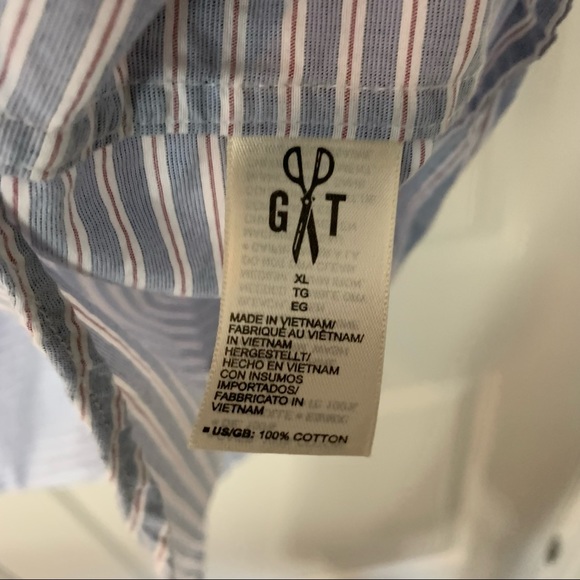 G T
XL
TG
EG
MADE IN VIETNAM/
FABRIQUÉ AU VIÊTNAM/
IN VIETNAM
HERGESTELLT/
HECHO EN VIETNAM
CON INSUMOS
IMPORTADOS/
FABBRICATO IN
VIETNAM
US/GB: 100% COTTON